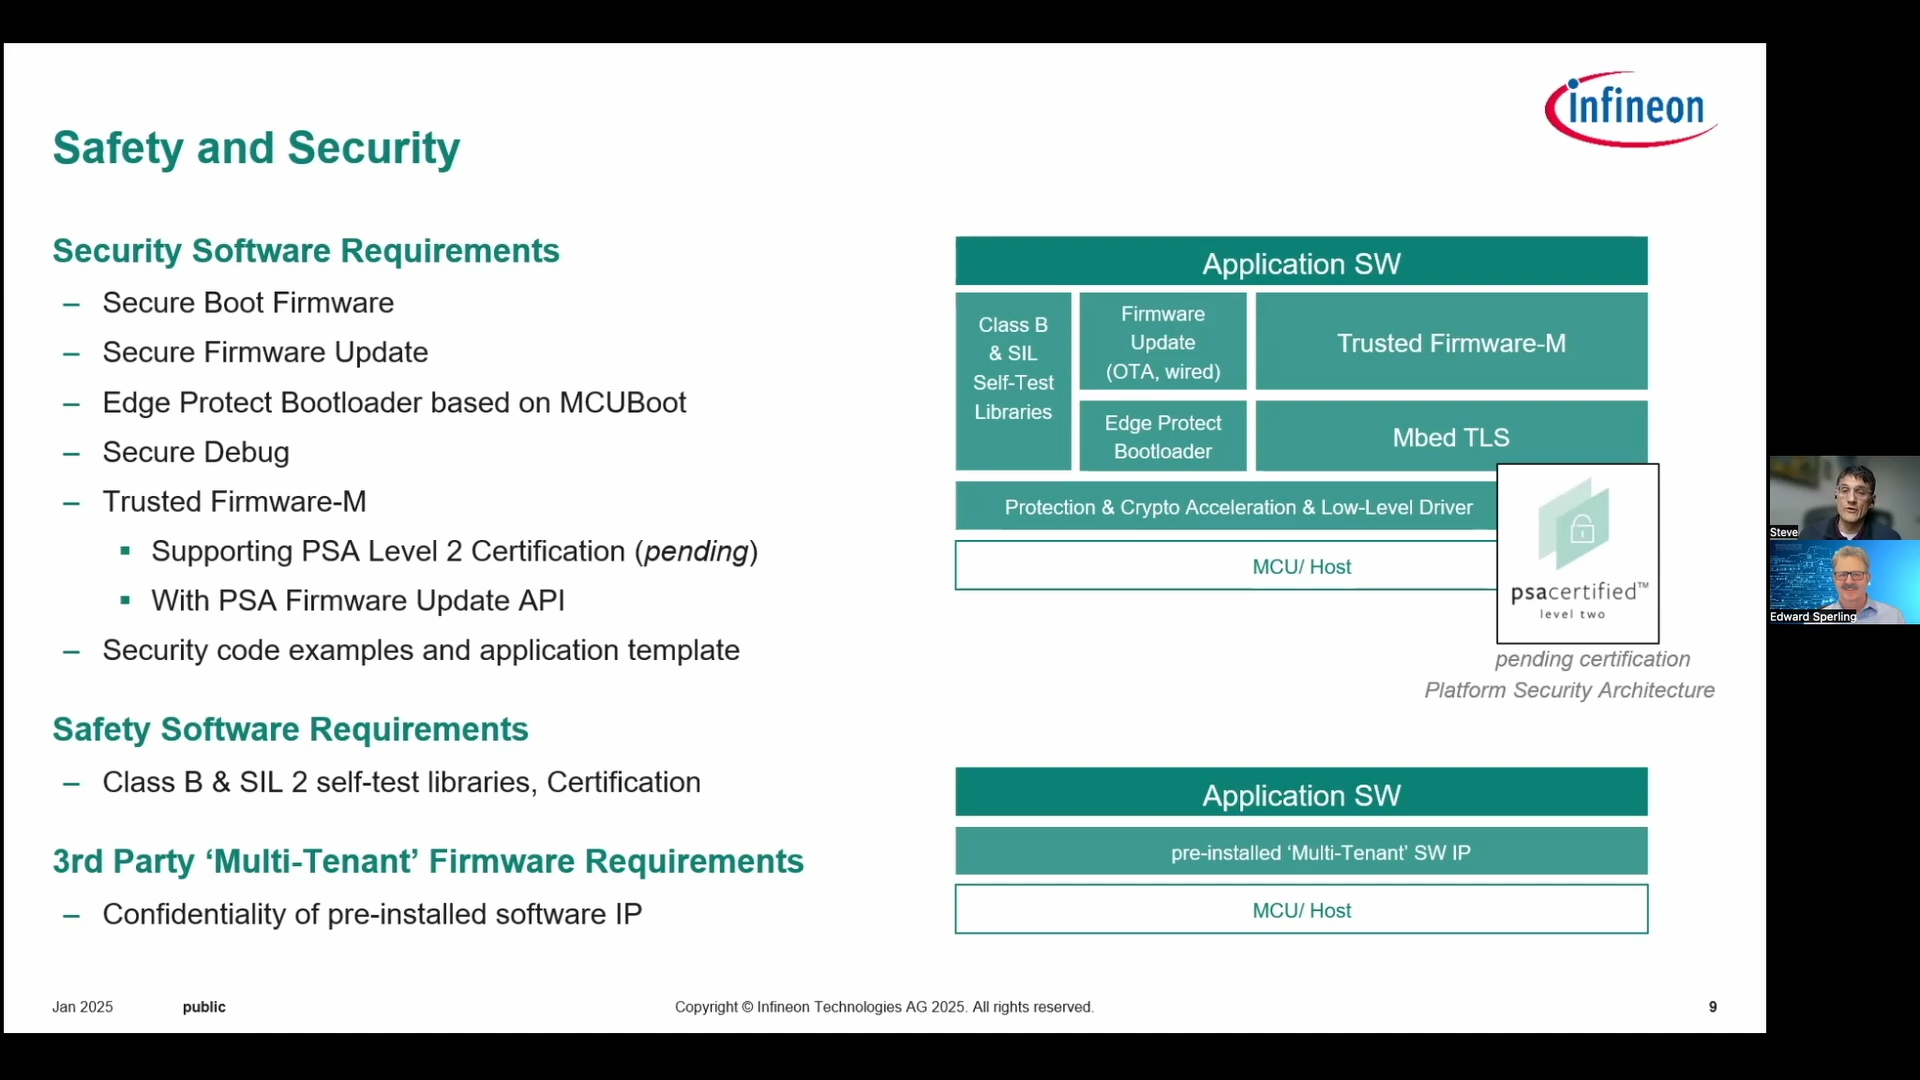 infineon
Safety and Security
Security Software Requirements
– Secure Boot Firmware
– Secure Firmware Update
– Edge Protect Bootloader based on MCUBoot
– Secure Debug
– Trusted Firmware-M
▪ Supporting PSA Level 2 Certification (pending)
▪ With PSA Firmware Update API
– Security code examples and application template
Safety Software Requirements
– Class B & SIL 2 self-test libraries, Certification
3rd Party ‘Multi-Tenant’ Firmware Requirements
– Confidentiality of pre-installed software IP
Application SW
Class B
& SIL
Self-Test
Libraries
Firmware
Update
(OTA, wired)
Trusted Firmware-M
Edge Protect
Bootloader
Mbed TLS
Protection & Crypto Acceleration & Low-Level Driver
MCU/ Host
psacertified™
level two
pending certification
Platform Security Architecture
Application SW
pre-installed ‘Multi-Tenant’ SW IP
MCU/ Host
Steve
Edward Sperling
Jan 2025
public
Copyright © Infineon Technologies AG 2025. All rights reserved.
9